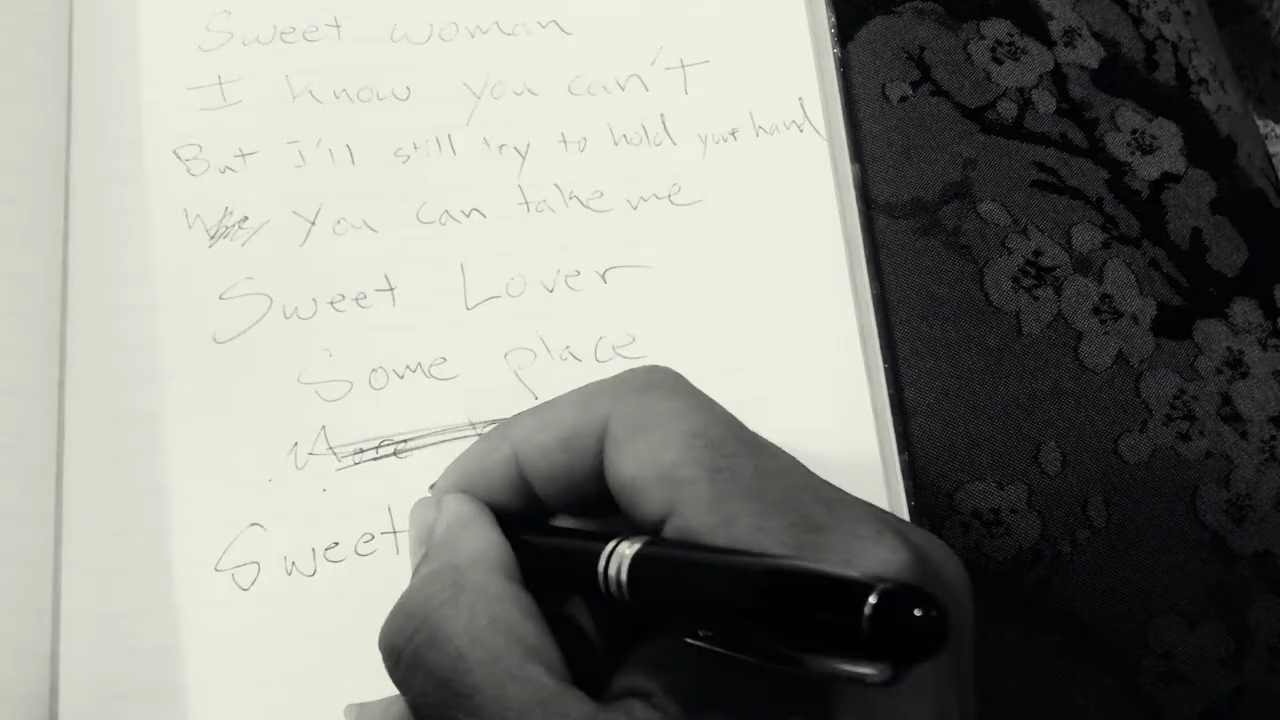 Sweet woman
I know you can't
But I'll still try to hold your hand
You can take me
Sweet Lover
Some place
More
Sweet